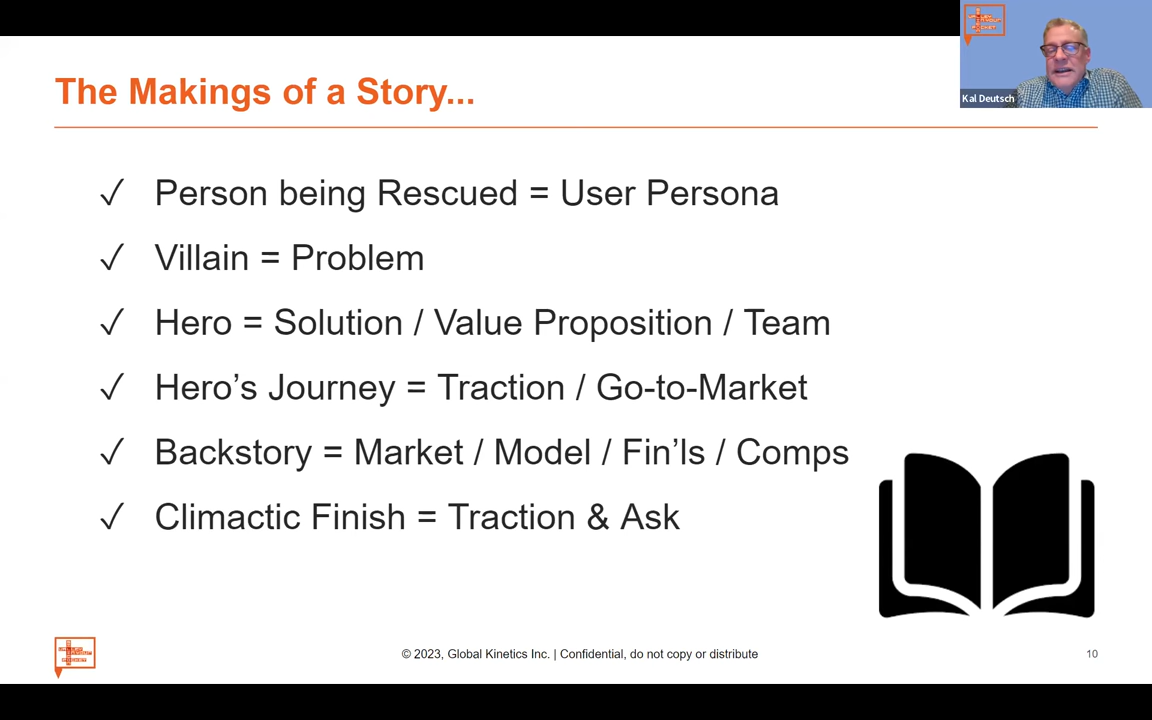 The Makings of a Story...
Kal Deutsch
✓ Person being Rescued = User Persona
✓ Villain = Problem
✓ Hero = Solution / Value Proposition / Team
✓ Hero’s Journey = Traction / Go-to-Market
✓ Backstory = Market / Model / Fin’ls / Comps
✓ Climactic Finish = Traction & Ask
© 2023, Global Kinetics Inc. | Confidential, do not copy or distribute
10